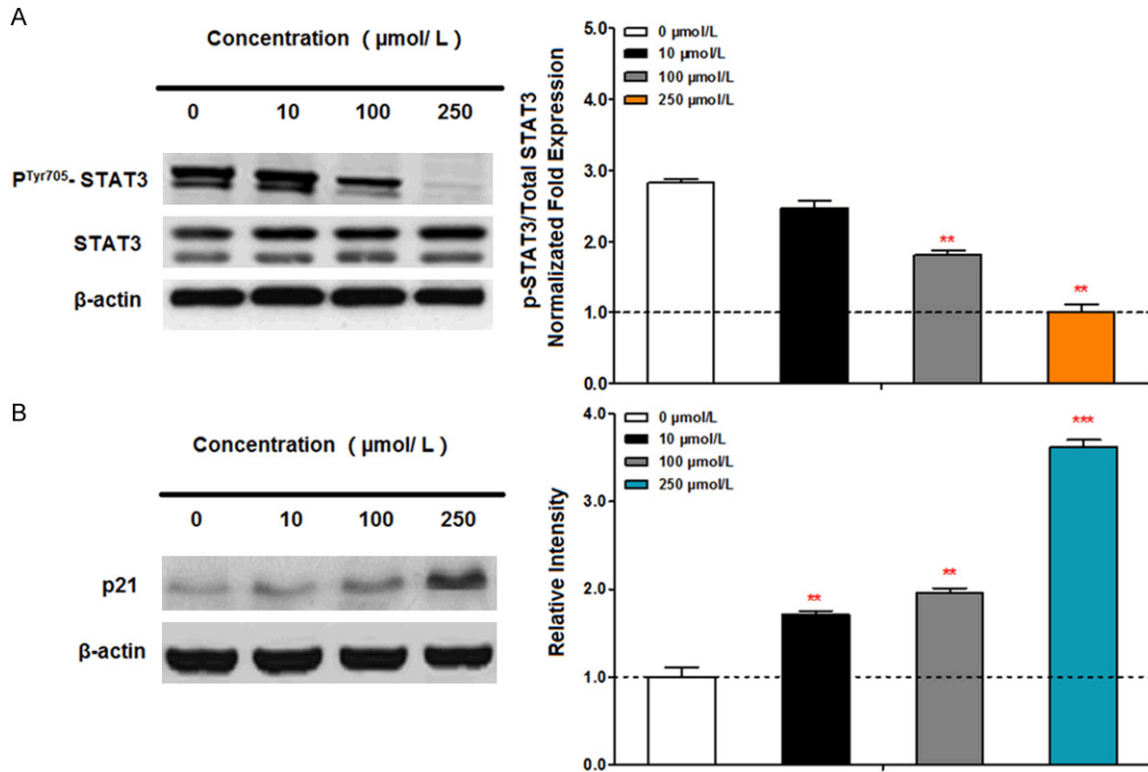 A
Concentration ( µmol/ L )
0 10 100 250
PTyr705- STAT3
STAT3
β-actin
p-STAT3/Total STAT3
Normalizated Fold Expression
5.0
4.0
3.0
2.0
1.0
0.0
0 µmol/L
10 µmol/L
100 µmol/L
250 µmol/L
**
**
B
Concentration ( µmol/ L )
0 10 100 250
p21
β-actin
Relative Intensity
4.0
3.0
2.0
1.0
0.0
0 µmol/L
10 µmol/L
100 µmol/L
250 µmol/L
**
**
***